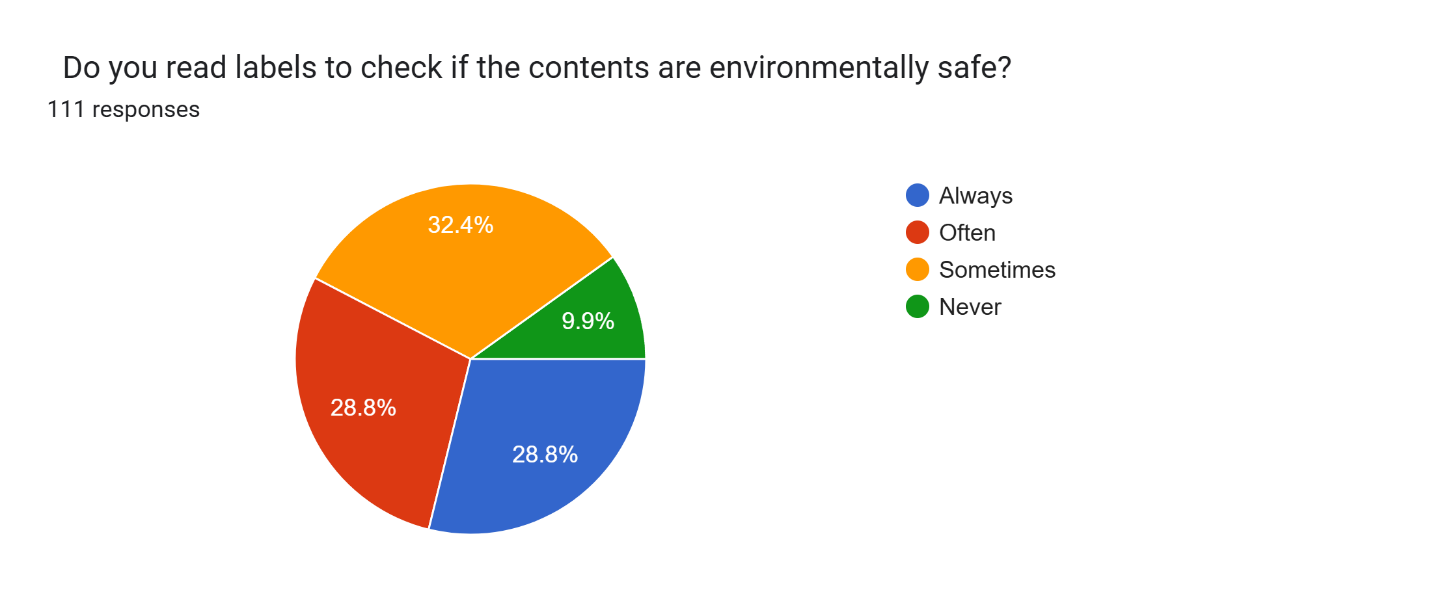 Do you read labels to check if the contents are environmentally safe?
111 responses
32.4%
9.9%
28.8%
28.8%
Always
Often
Sometimes
Never